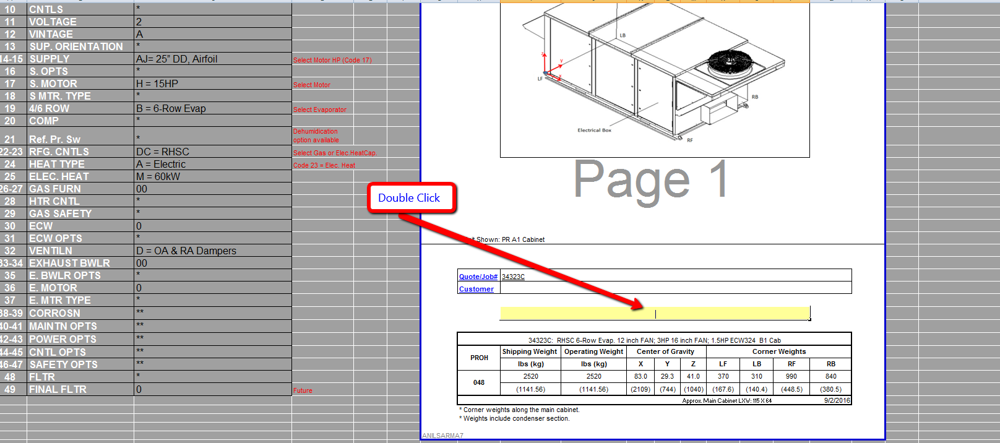 10 CNTLS *
11 VOLTAGE 2
12 VINTAGE A
13 SUP. ORIENTATION *
14-15 SUPPLY AJ= 25" DD, Airfoil Select Motor HP (Code 17)
16 S. OPTS *
17 S. MOTOR H = 15HP Select Motor
18 S MTR. TYPE *
19 4/6 ROW B = 6-Row Evap Select Evaporator
20 COMP *
21 Ref. Pr. Sw * Dehumidication option available
22-23 RFG. CNTLS DC = RHSC Select Gas or Elec.HeatCap.
24 HEAT TYPE A = Electric Code 23 = Elec. Heat
25 ELEC. HEAT M = 60kW
26-27 GAS FURN 00
28 HTR CNTL *
29 GAS SAFETY *
30 ECW 0
31 ECW OPTS *
32 VENTILN D = OA & RA Dampers
33-34 EXHAUST BWLR 00
35 E. BWLR OPTS *
36 E. MOTOR 0
37 E. MTR TYPE *
38-39 CORROSN **
40-41 MAINTN OPTS **
42-43 POWER OPTS **
44-45 CNTL OPTS **
46-47 SAFETY OPTS **
48 FLTR *
49 FINAL FLTR 0 Future
Double Click
LB
Z
Y
X
LF
RB
Electrical Box
RF
Page 1
it Shown: PR A1 Cabinet
Quote/Job# 34323C
Customer
34323C: RHSC 6-Row Evap. 12 inch FAN; 3HP 16 inch FAN; 1.5HP ECW324 B1 Cab
PROH Shipping Weight Operating Weight Center of Gravity Corner Weights
lbs (kg) lbs (kg) X Y Z LF LB RF RB
048 2520 2520 83.0 29.3 41.0 370 310 990 840
(1141.56) (1141.56) (2109) (744) (1040) (167.6) (140.4) (448.5) (380.5)
Approx. Main Cabinet LXW: 115 X 64 9/2/2016
* Corner weights along the main cabinet.
* Weights include condenser section.
ANILSARMA7